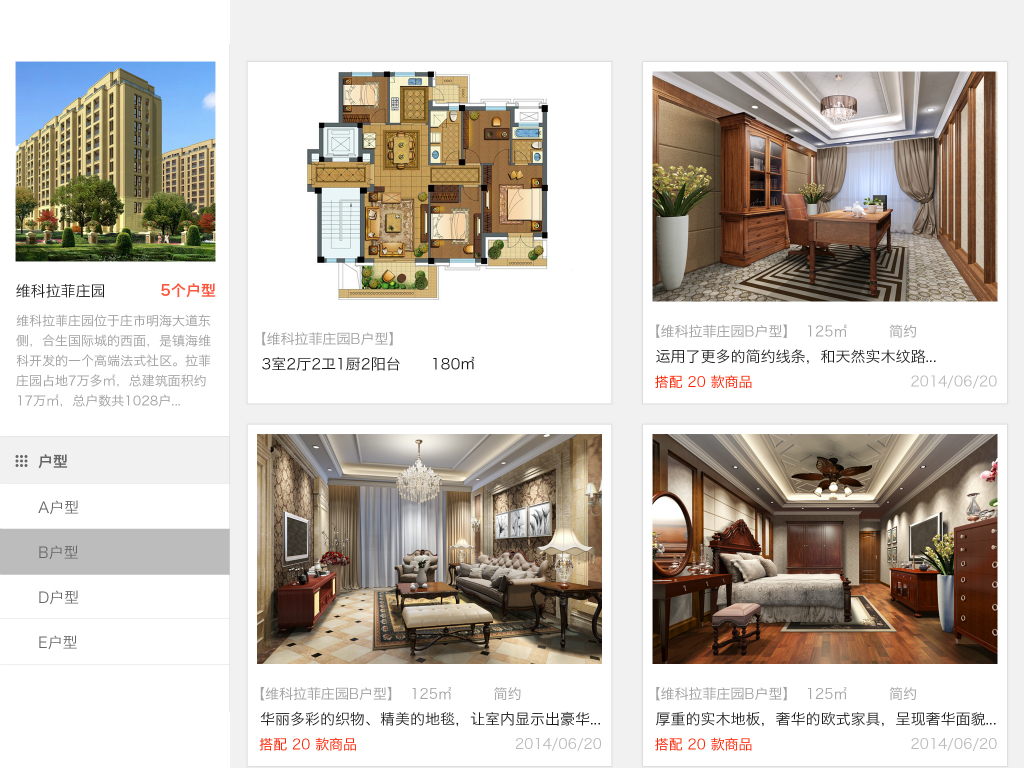 维科拉菲庄园 5个户型
维科拉菲庄园位于庄市明海大道东
侧，合生国际城的西面，是镇海维
科开发的一个高端法式社区。拉菲
庄园占地7万多㎡，总建筑面积约
17万㎡，总户数共1028户...
户型
A户型
B户型
D户型
E户型
【维科拉菲庄园B户型】
3室2厅2卫1厨2阳台 180㎡
【维科拉菲庄园B户型】 125㎡ 简约
运用了更多的简约线条，和天然实木纹路...
搭配 20 款商品 2014/06/20
【维科拉菲庄园B户型】 125㎡ 简约
华丽多彩的织物、精美的地毯，让室内显示出豪华...
搭配 20 款商品 2014/06/20
【维科拉菲庄园B户型】 125㎡ 简约
厚重的实木地板，奢华的欧式家具，呈现奢华面貌...
搭配 20 款商品 2014/06/20